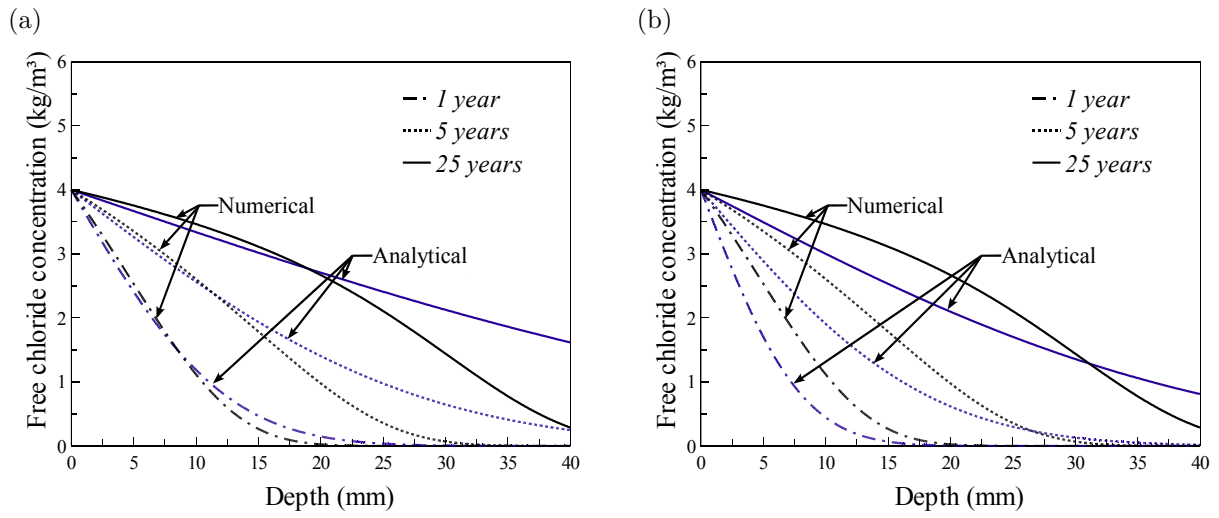 (a)
Free chloride concentration (kg/m³)
6
5
4
3
2
1
0
1 year
5 years
25 years
Numerical
Analytical
0 5 10 15 20 25 30 35 40
Depth (mm)
(b)
Free chloride concentration (kg/m³)
6
5
4
3
2
1
0
1 year
5 years
25 years
Numerical
Analytical
0 5 10 15 20 25 30 35 40
Depth (mm)